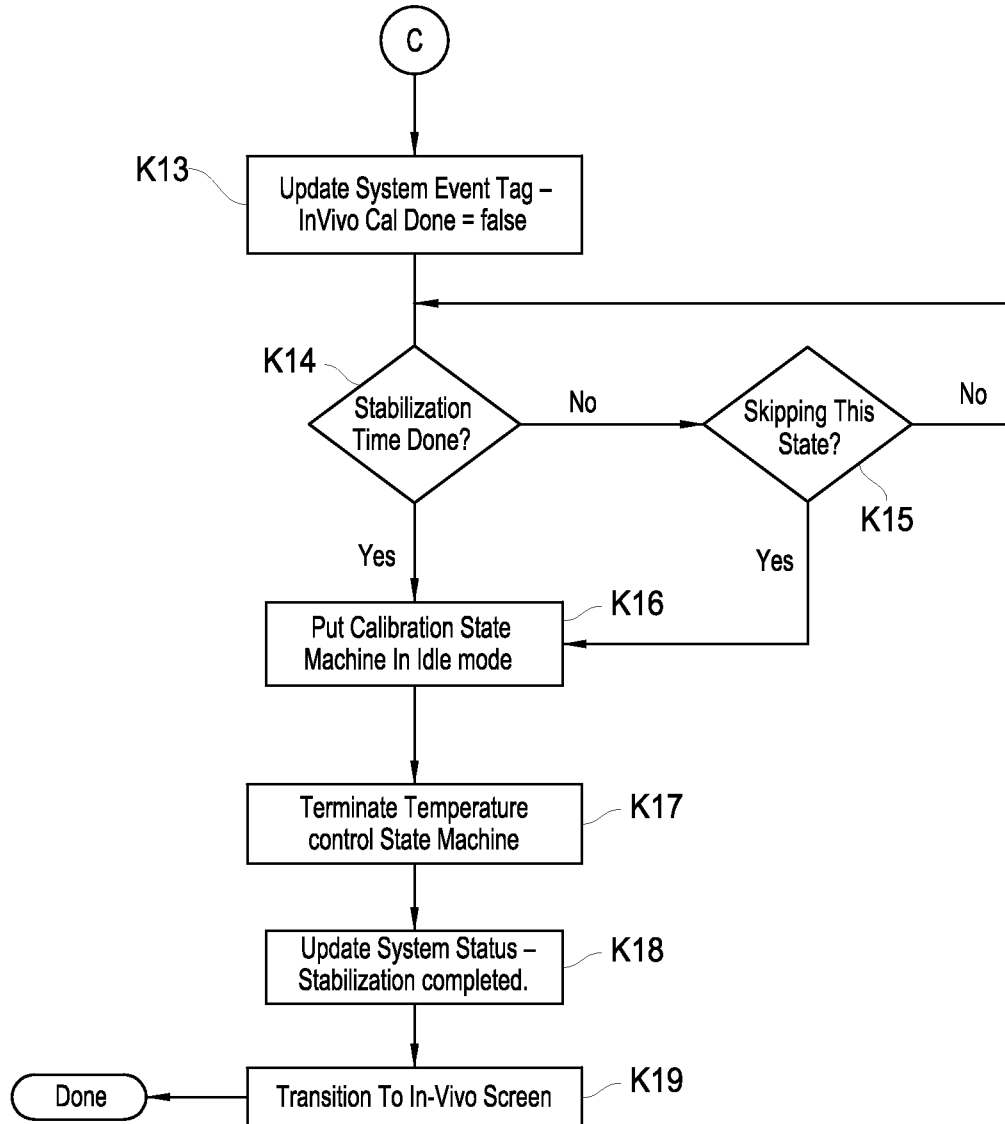 C
K13
Update System Event Tag –
InVivo Cal Done = false
K14
Stabilization
Time Done?
No
Skipping This
State?
No
K15
Yes
Yes
K16
Put Calibration State
Machine In Idle mode
Terminate Temperature
control State Machine
K17
Update System Status –
Stabilization completed.
K18
Done
Transition To In-Vivo Screen
K19